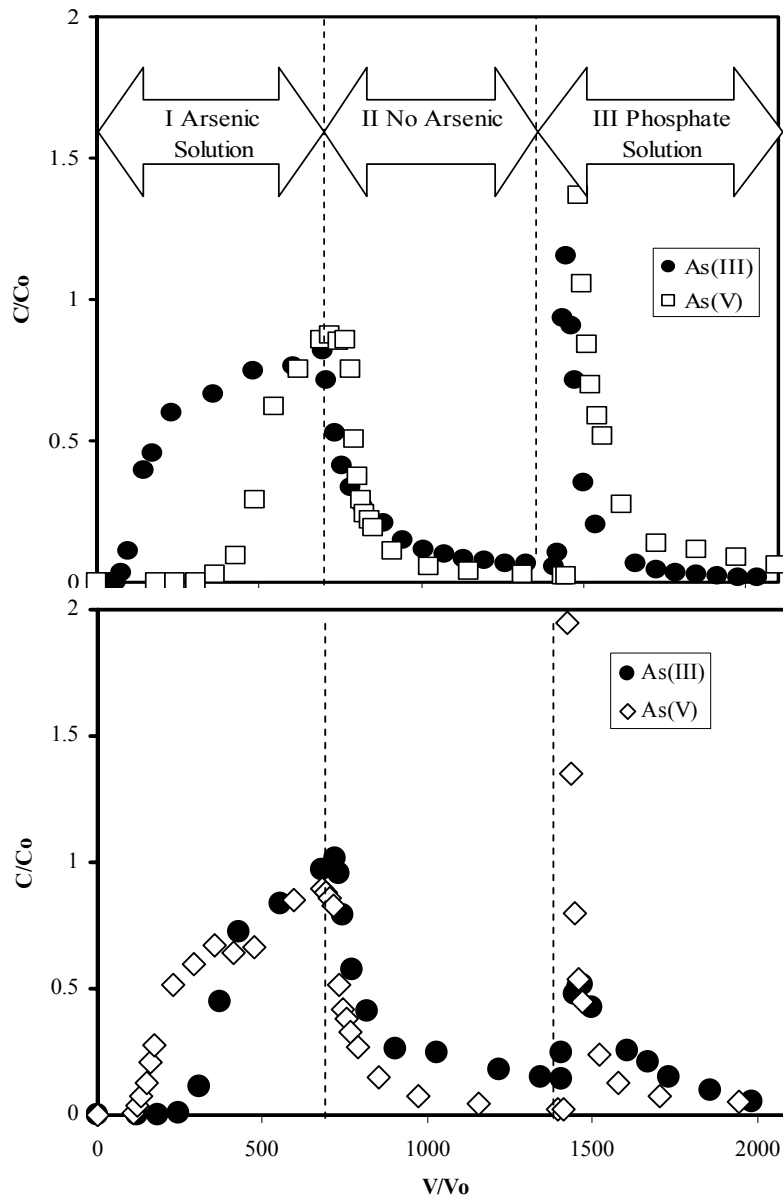 2
I Arsenic
Solution
II No Arsenic
III Phosphate
Solution
1.5
As(III)
As(V)
C/Co
1
0.5
0
2
As(III)
As(V)
1.5
C/Co
1
0.5
0
0 500 1000 1500 2000
V/Vo